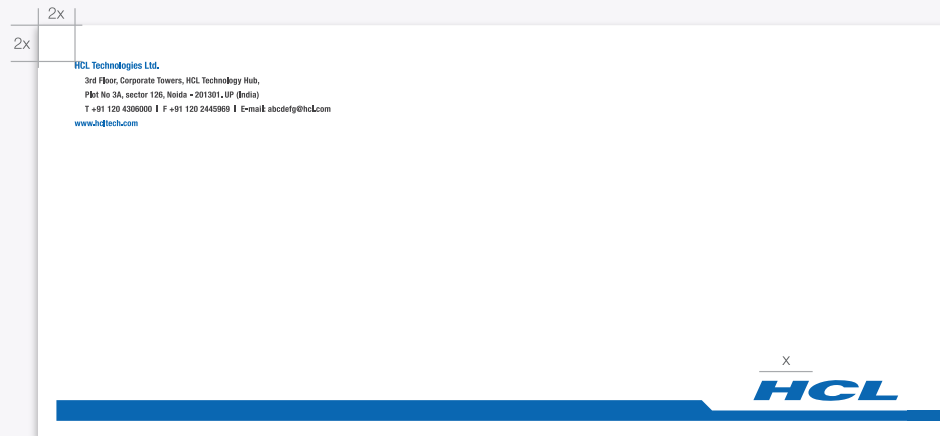 2x
2x
HCL Technologies Ltd.
3rd Floor, Corporate Towers, HCL Technology Hub,
Plot No 3A, sector 126, Noida - 201301. UP (India)
T +91 120 4306000 I F +91 120 2445969 I E-mail: abcdefg@hcl.com
www.hcltech.com
x
HCL